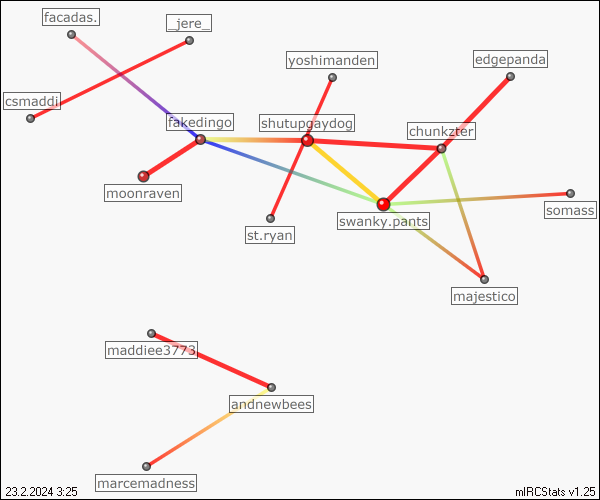 facadas.
_jere_
yoshimanden
edgepanda
csmaddi
fakedingo
shutupgaydog
chunkzter
moonraven
somass
swanky.pants
st.ryan
majestico
maddiee3773
andnewbees
marcemadness
23.2.2024 3:25
mIRCStats v1.25